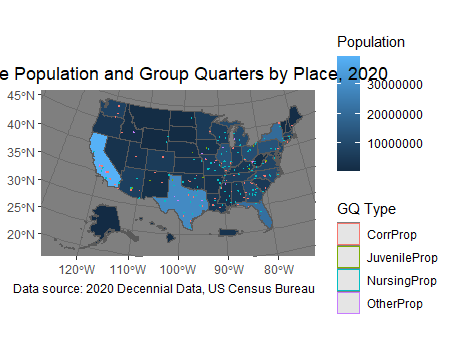 Population
e Population and Group Quarters by Place, 2020
30000000
10000000
45°N
40°N
35°N
30°N
25°N
20°N
120°W
110°W
100°W
90°W
80°W
GQ Type
CorrProp
JuvenileProp
NursingProp
OtherProp
Data source: 2020 Decennial Data, US Census Bureau